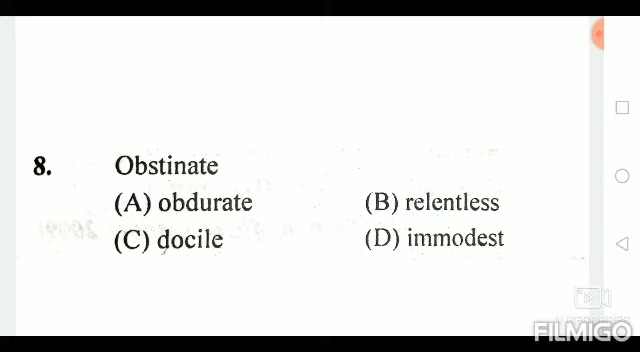 8. Obstinate
(A) obdurate (B) relentless
(C) docile (D) immodest
FILMIGO